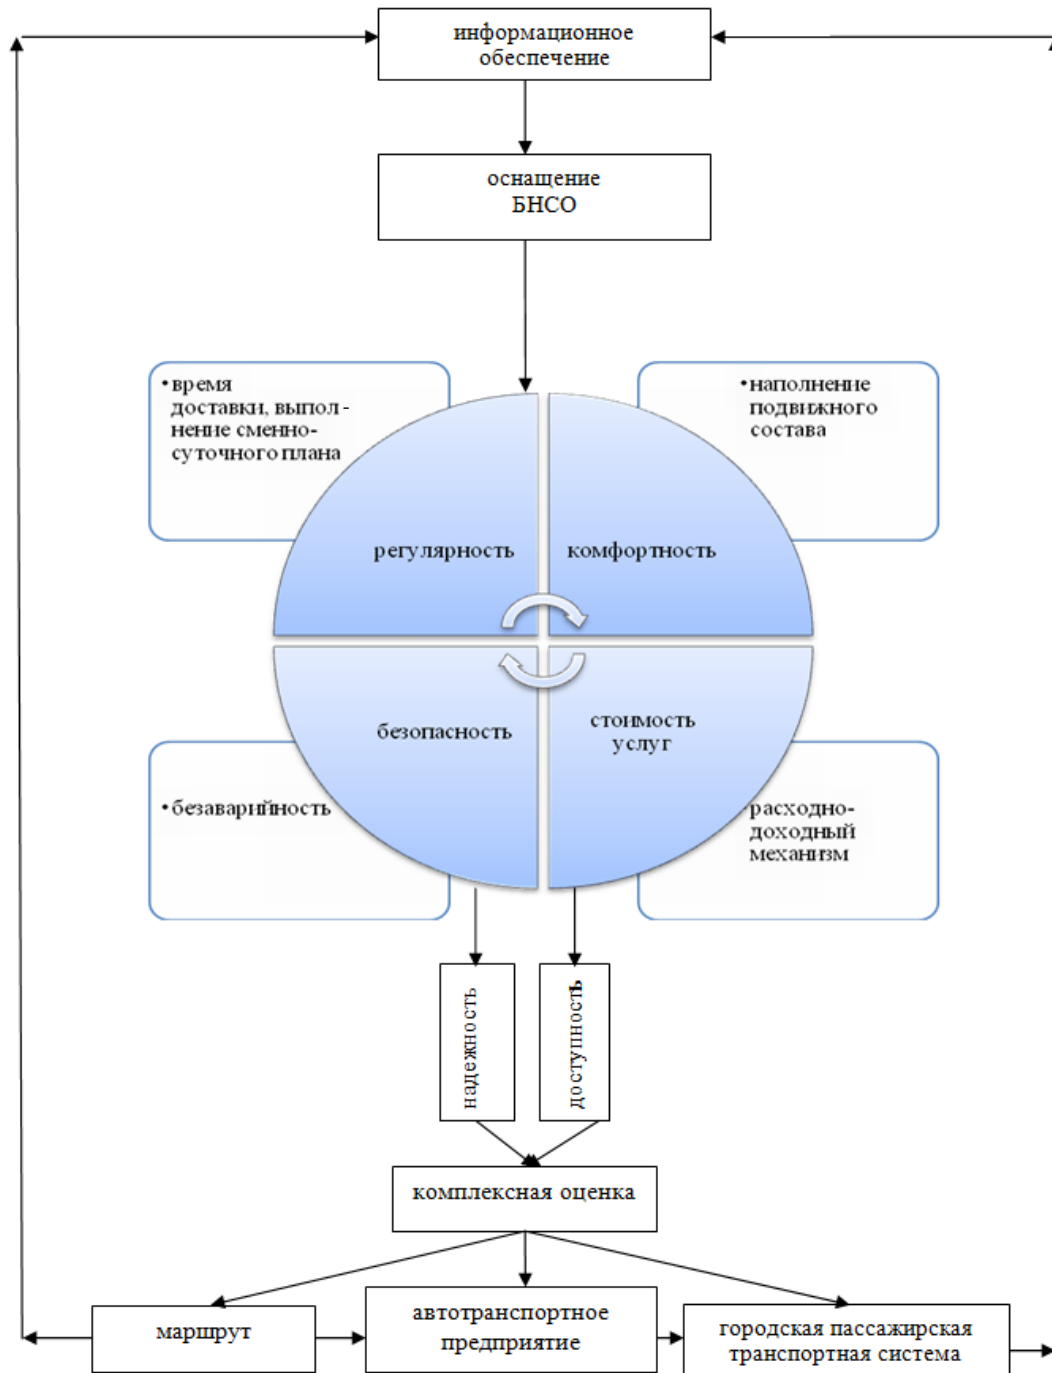 информационное
обеспечение
оснащение
БНСО
•время
доставки, выпол-
нение сменно-
суточного плана
•наполнение
подвижного
состава
регулярность
комфортность
безопасность
стоимость
услуг
•безаварийность
•расходно-
доходный
механизм
надежность
доступность
комплексная оценка
маршрут
автотранспортное
предприятие
городская пассажирская
транспортная система